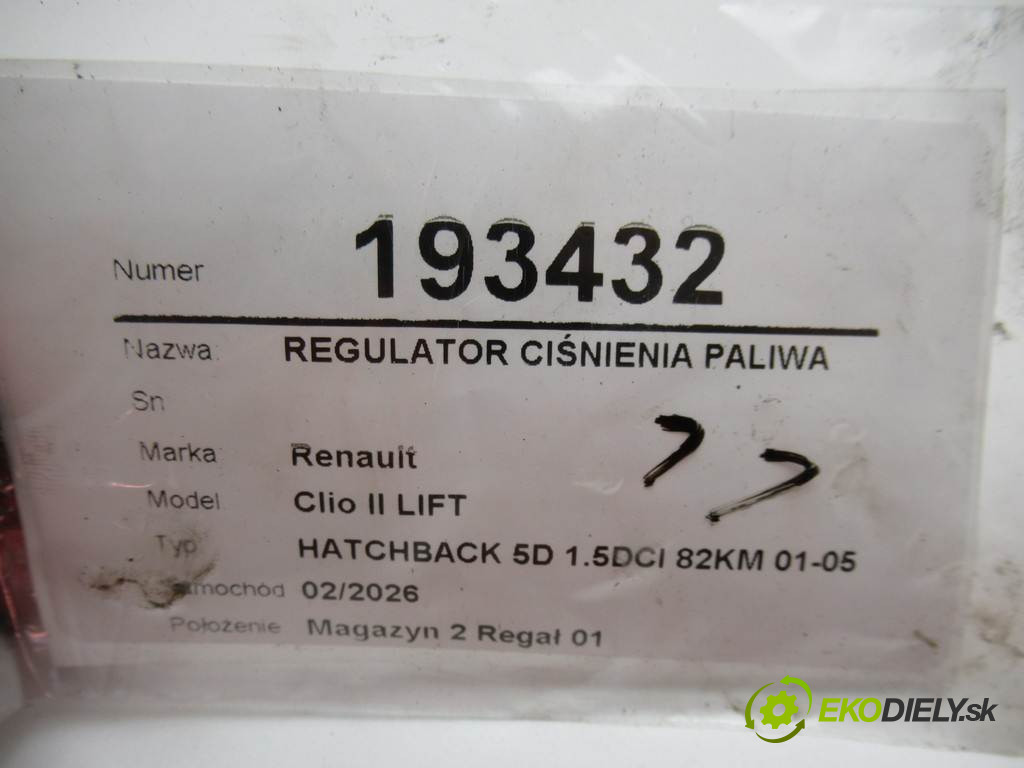 Numer 193432
Nazwa: REGULATOR CIŚNIENIA PALIWA
Sn
Marka Renault
Model Clio II LIFT
Typ HATCHBACK 5D 1.5DCI 82KM 01-05
Samochód 02/2026
Położenie Magazyn 2 Regał 01
EKODIELY.sk